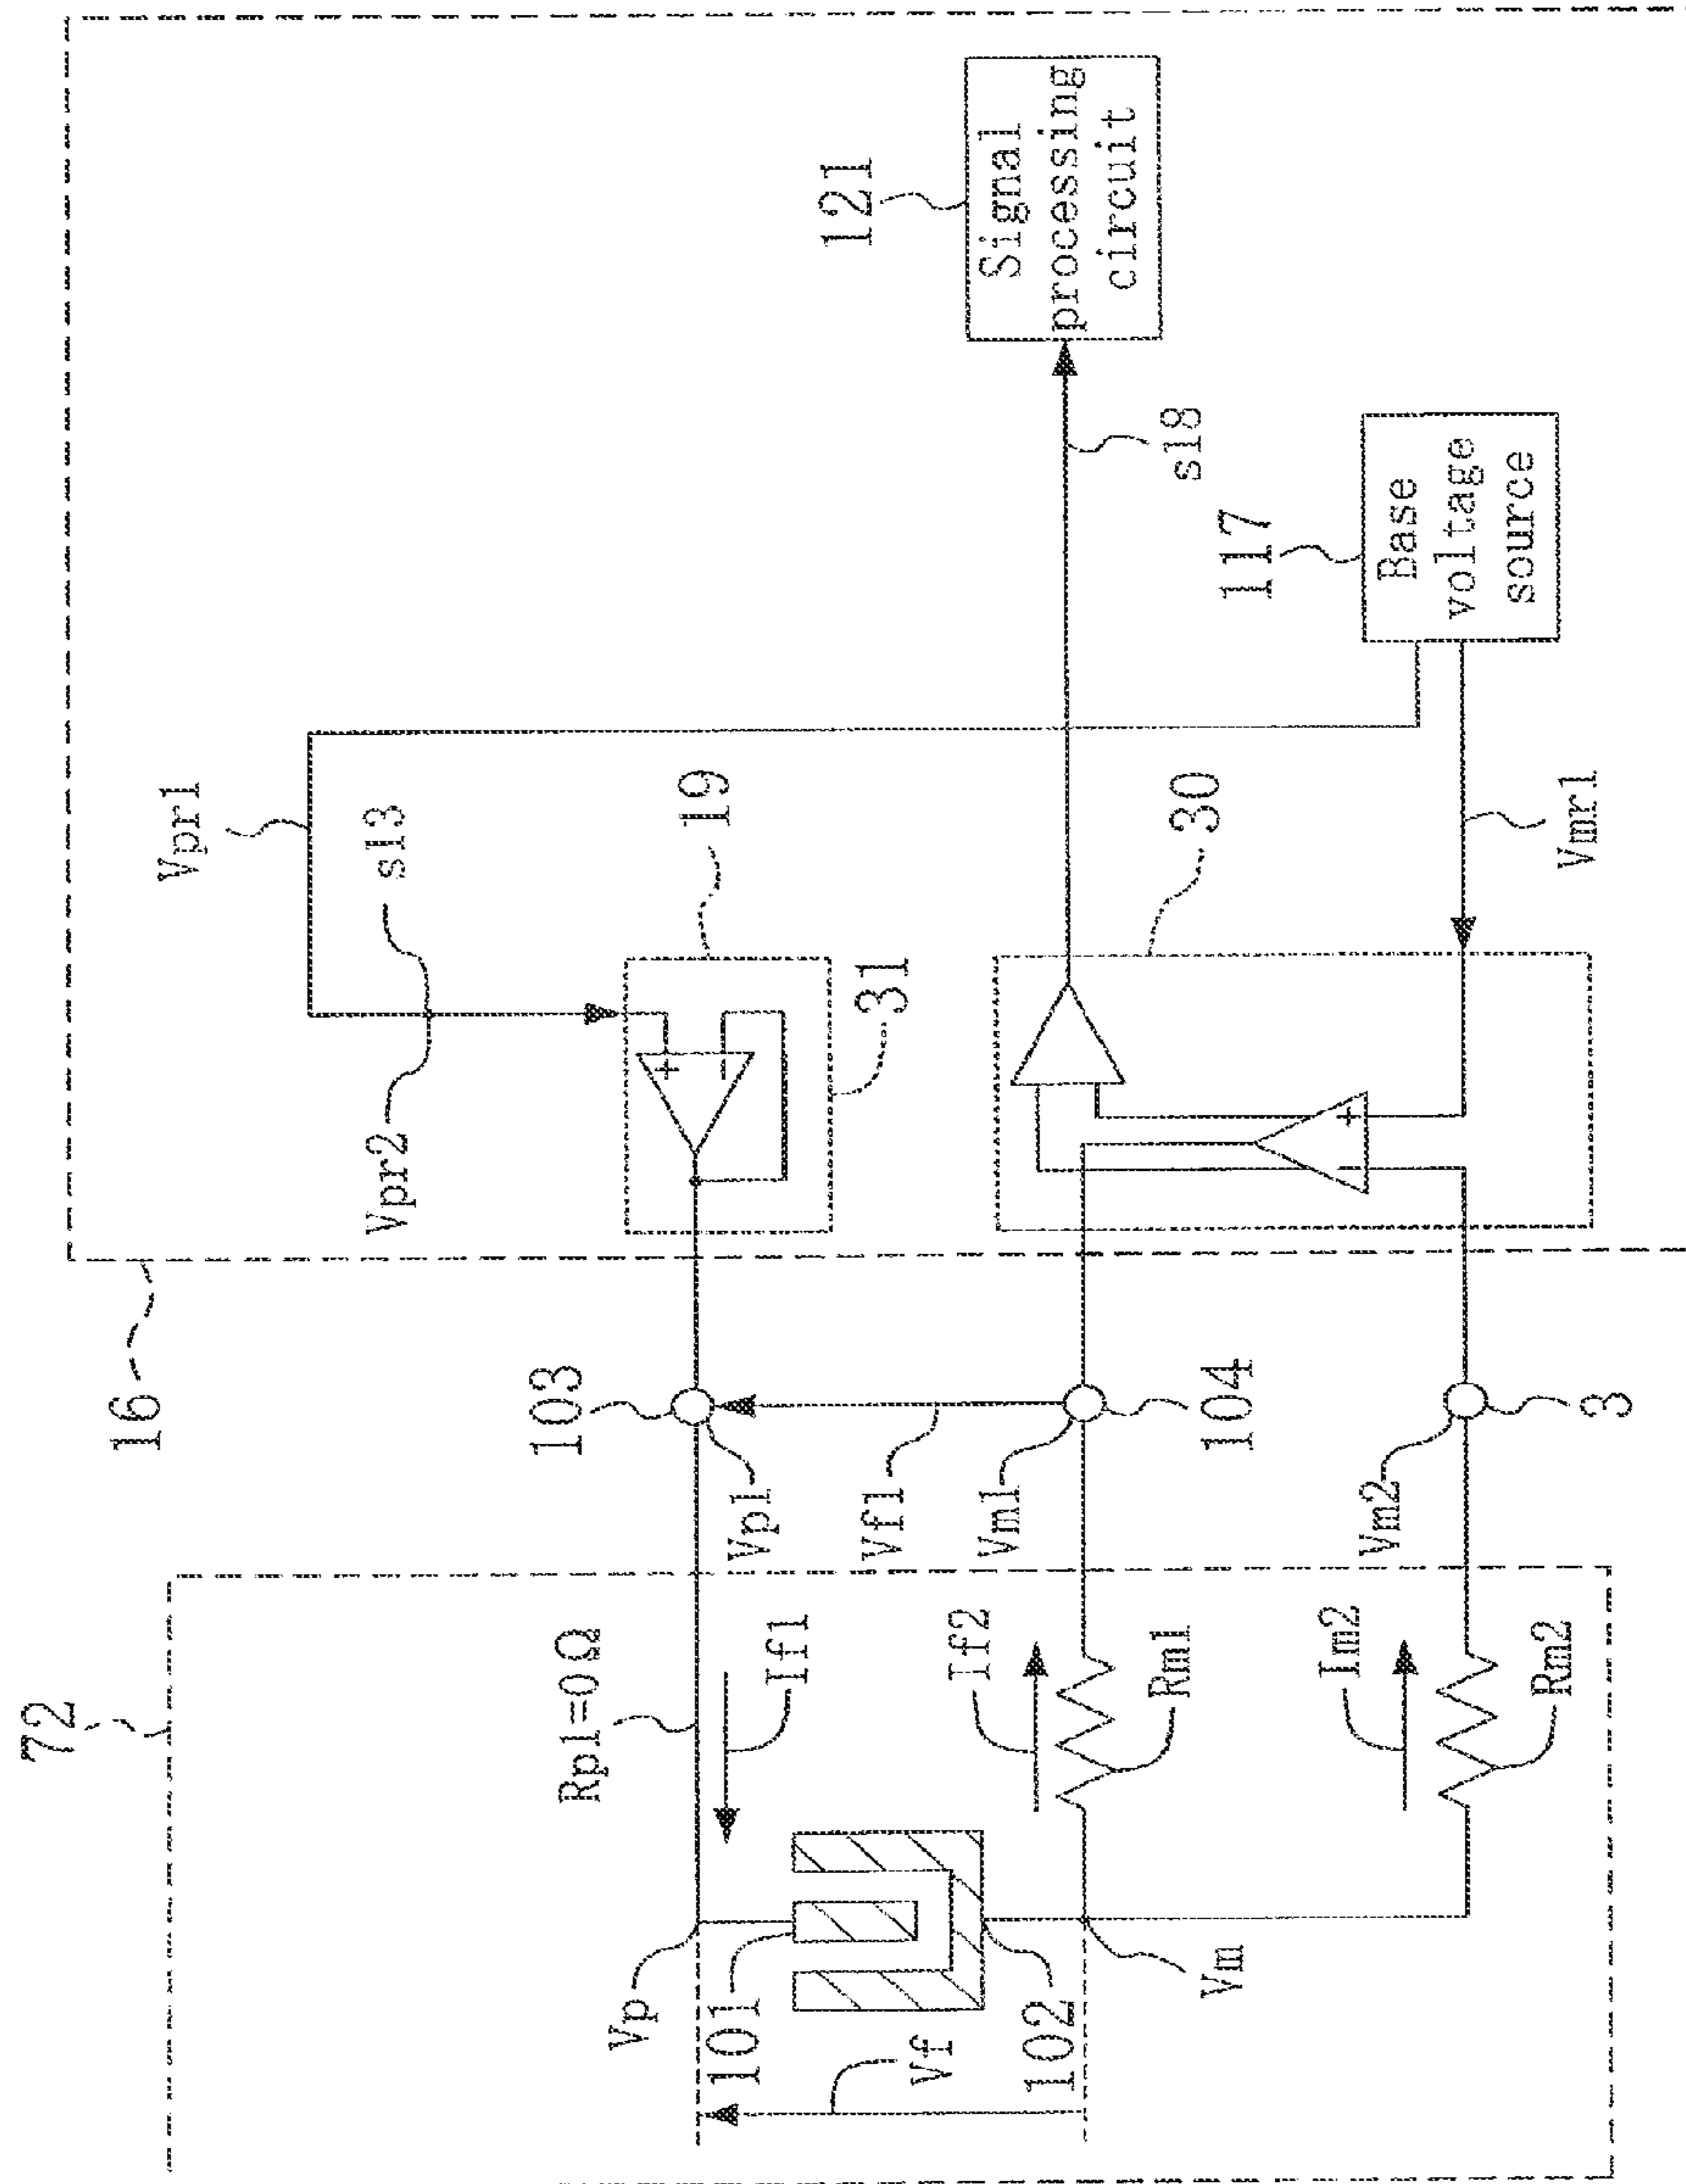 72
16
Vpr1
Vpr2
s13
103
Rp1=0Ω
Vp
19
+
−
101
Vp1
If1
121
31
Vf1
Vf
If2
Vm1
Signal
processing
circuit
102
Rm1
s18
30
Vm
104
117
−
+
Im2
Vm2
Base
voltage
source
Rm2
3
Vmr1